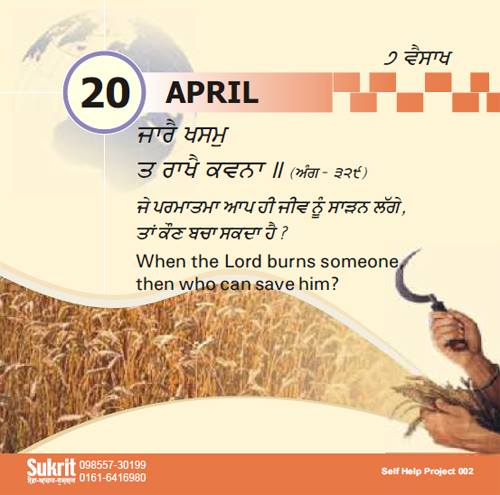 ੭ ਵੈਸਾਖ
20 APRIL
ਜਾਰੈ ਖਸਮੁ
ਤ ਰਾਖੈ ਕਵਨਾ ॥ (ਅੰਗ - ੩੨੯)
ਜੇ ਪਰਮਾਤਮਾ ਆਪ ਹੀ ਜੀਵ ਨੂੰ ਸਾੜਨ ਲੱਗੇ,
ਤਾਂ ਕੌਣ ਬਚਾ ਸਕਦਾ ਹੈ ?
When the Lord burns someone,
then who can save him?
Sukrit 098557-30199
0161-6416980
Self Help Project 002